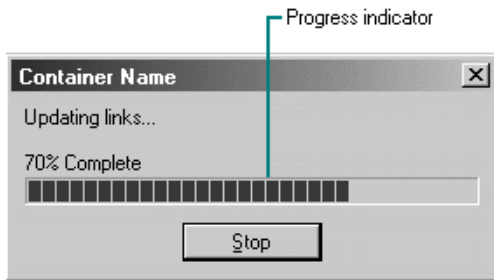 Progress indicator
Container Name
Updating links...
70% Complete
Stop